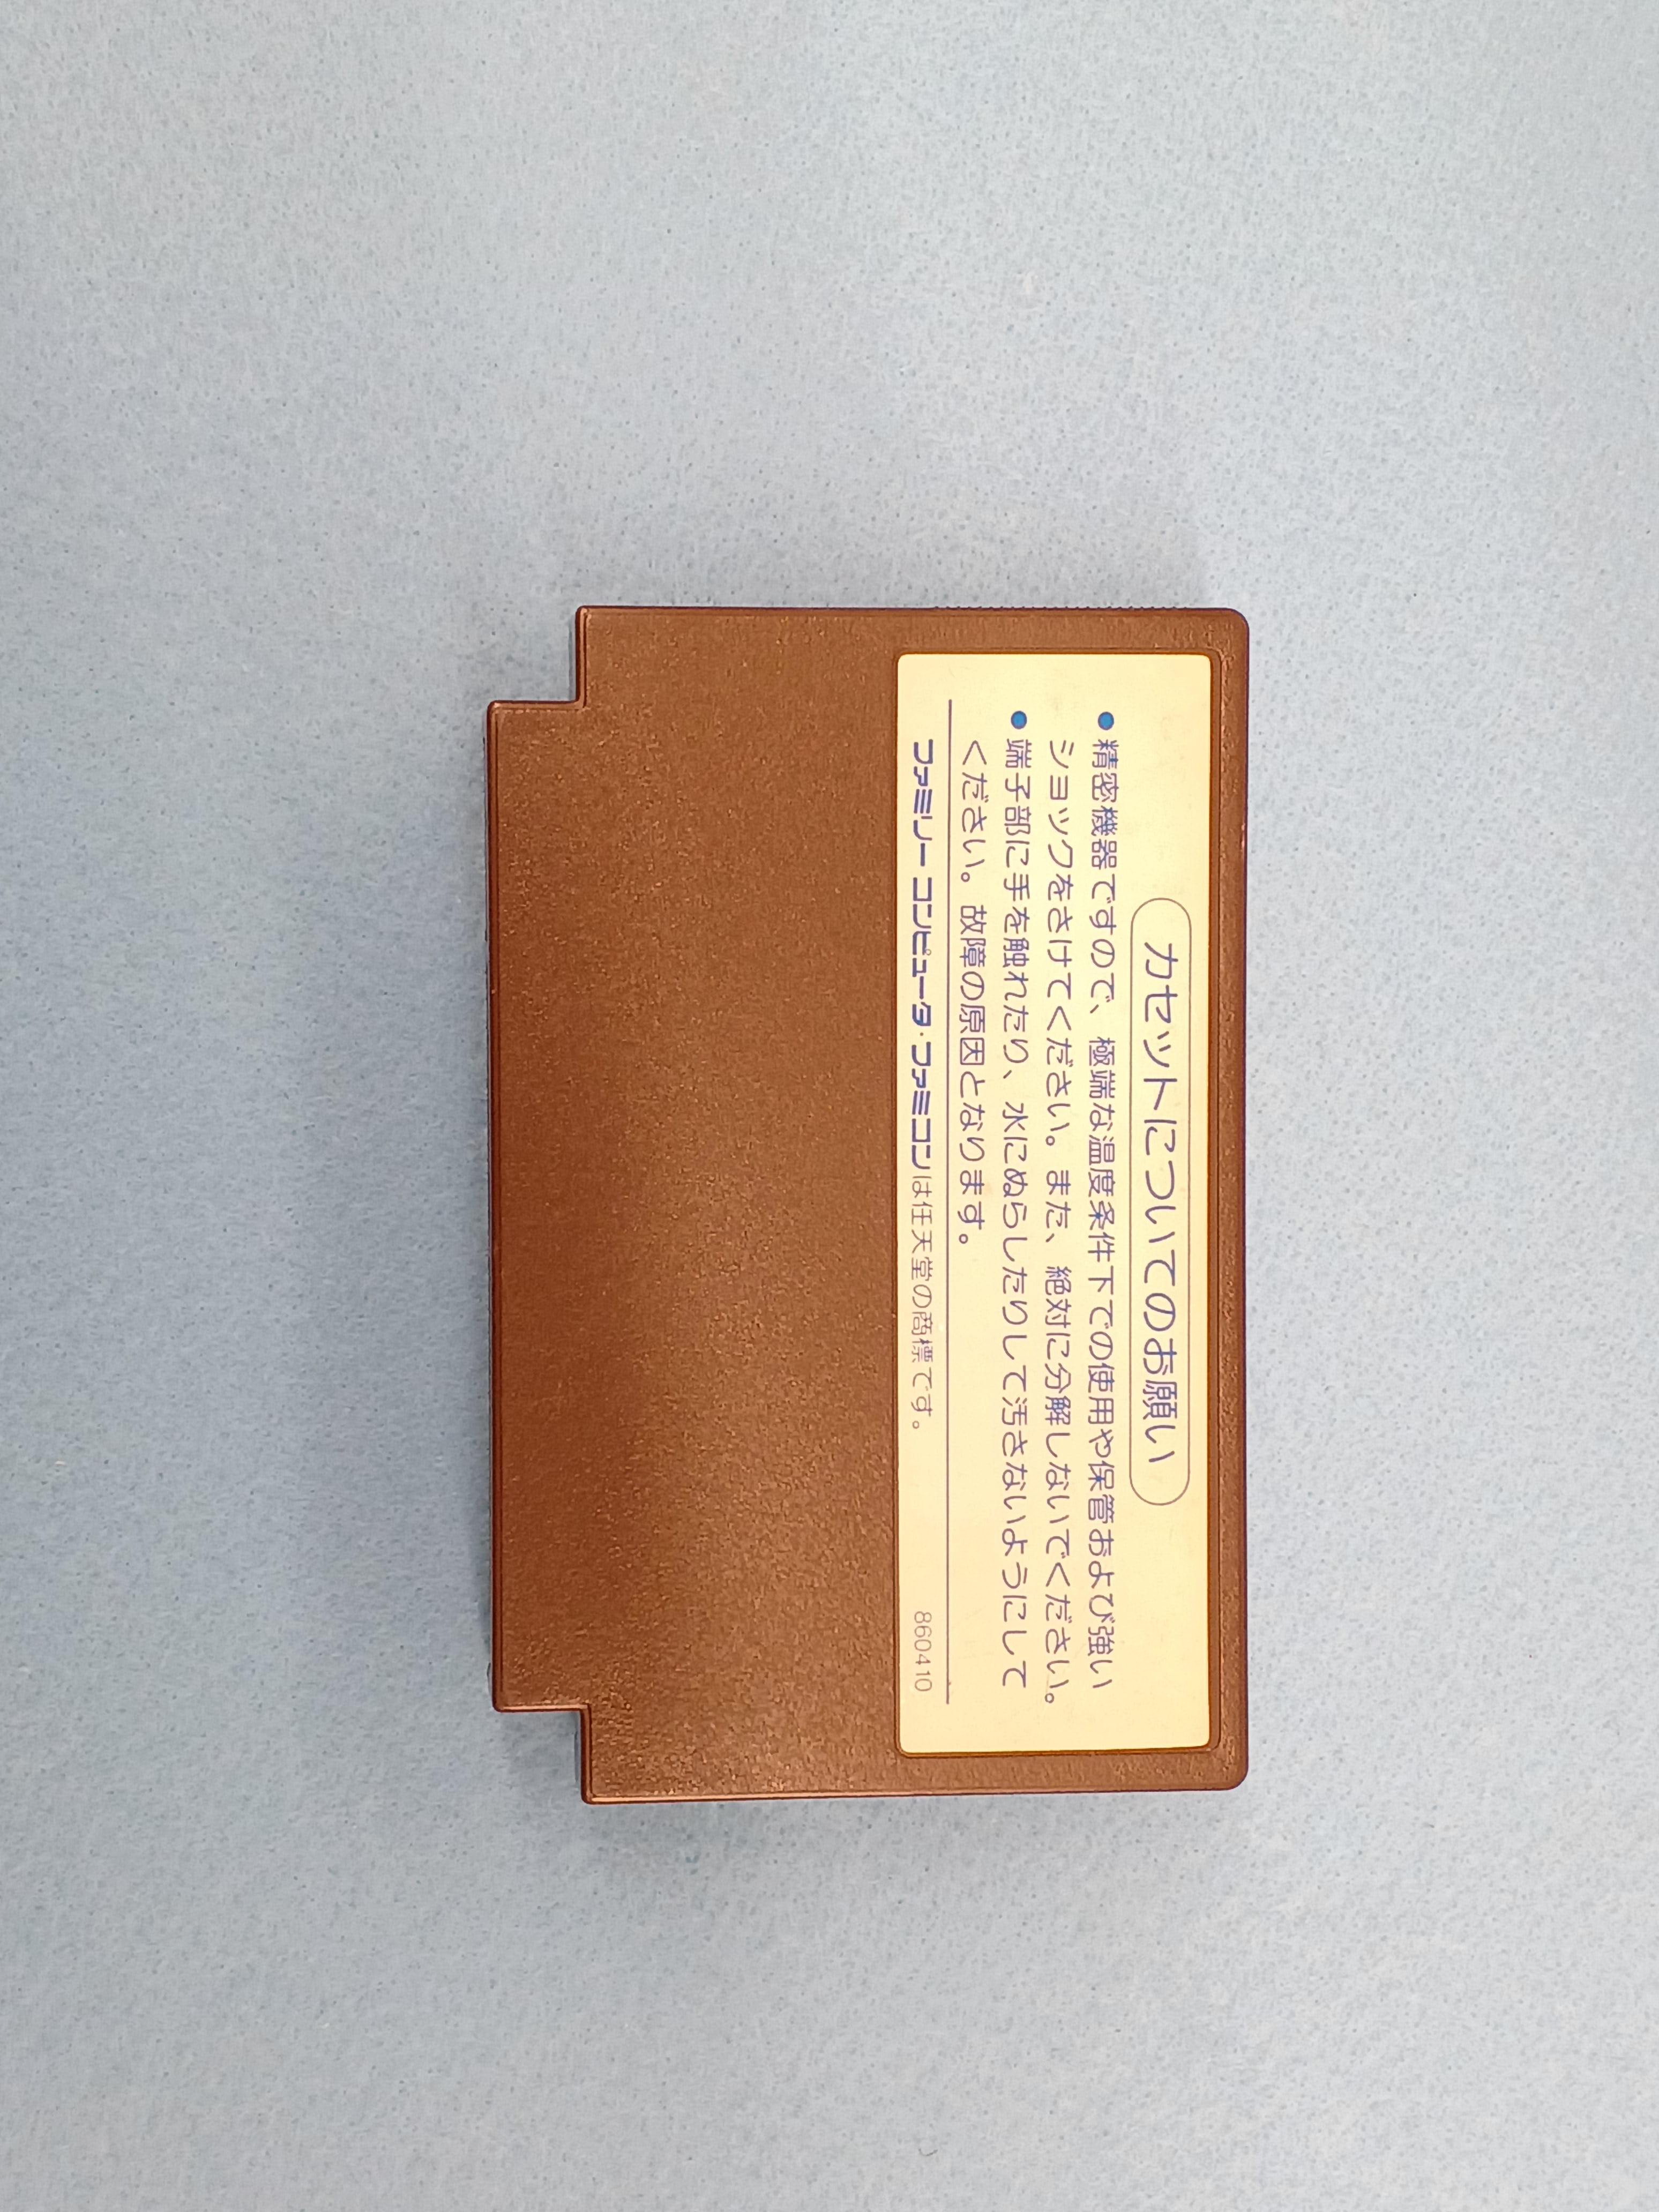 カセットについてのお願い
●精密機器ですので、極端な温度条件下での使用や保管および強い
ショックをさけてください。また、絶対に分解しないでください。
●端子部に手を触れたり、水にぬらしたりして汚さないようにして
ください。故障の原因となります。
ファミリー コンピュータ・ファミコンは任天堂の商標です。 860410